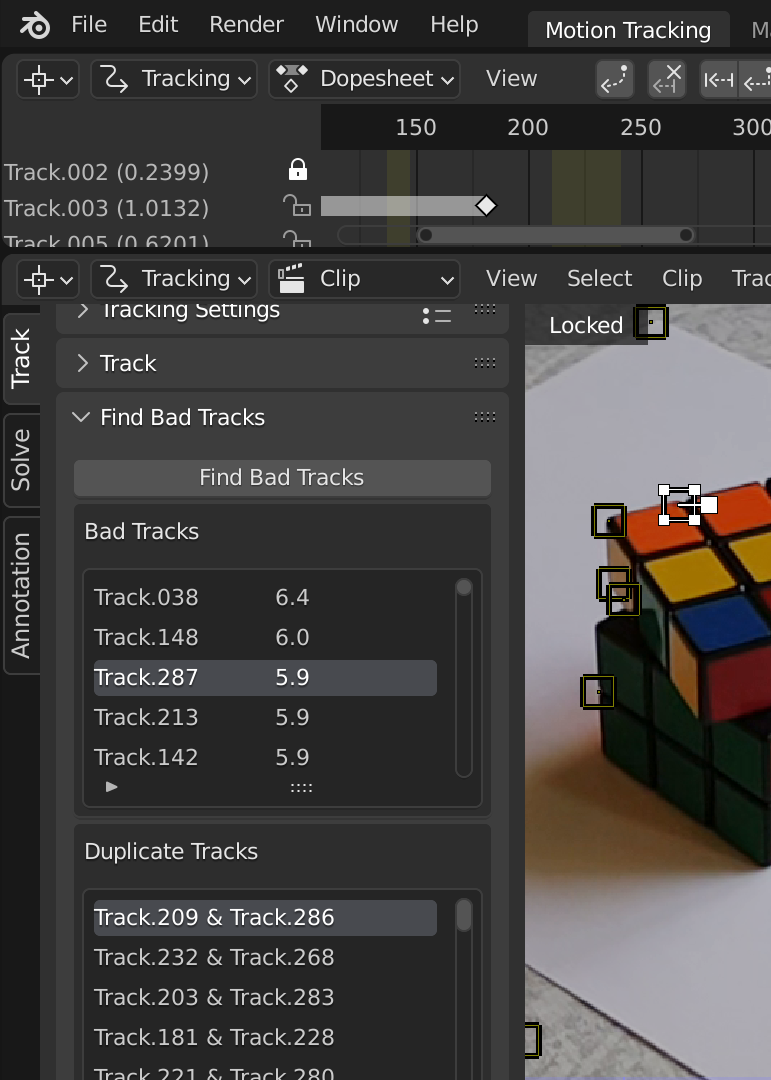 File Edit Render Window Help Motion Tracking
Tracking Dopesheet View
150 200 250 300
Track.002 (0.2399)
Track.003 (1.0132)
Track.005 (0.6201)
Tracking Clip View Select Clip
Tracking Settings
Locked
Track
Track
Find Bad Tracks
Solve
Find Bad Tracks
Bad Tracks
Annotation
Track.038 6.4
Track.148 6.0
Track.287 5.9
Track.213 5.9
Track.142 5.9
Duplicate Tracks
Track.209 & Track.286
Track.232 & Track.268
Track.203 & Track.283
Track.181 & Track.228
Track.221 & Track.280